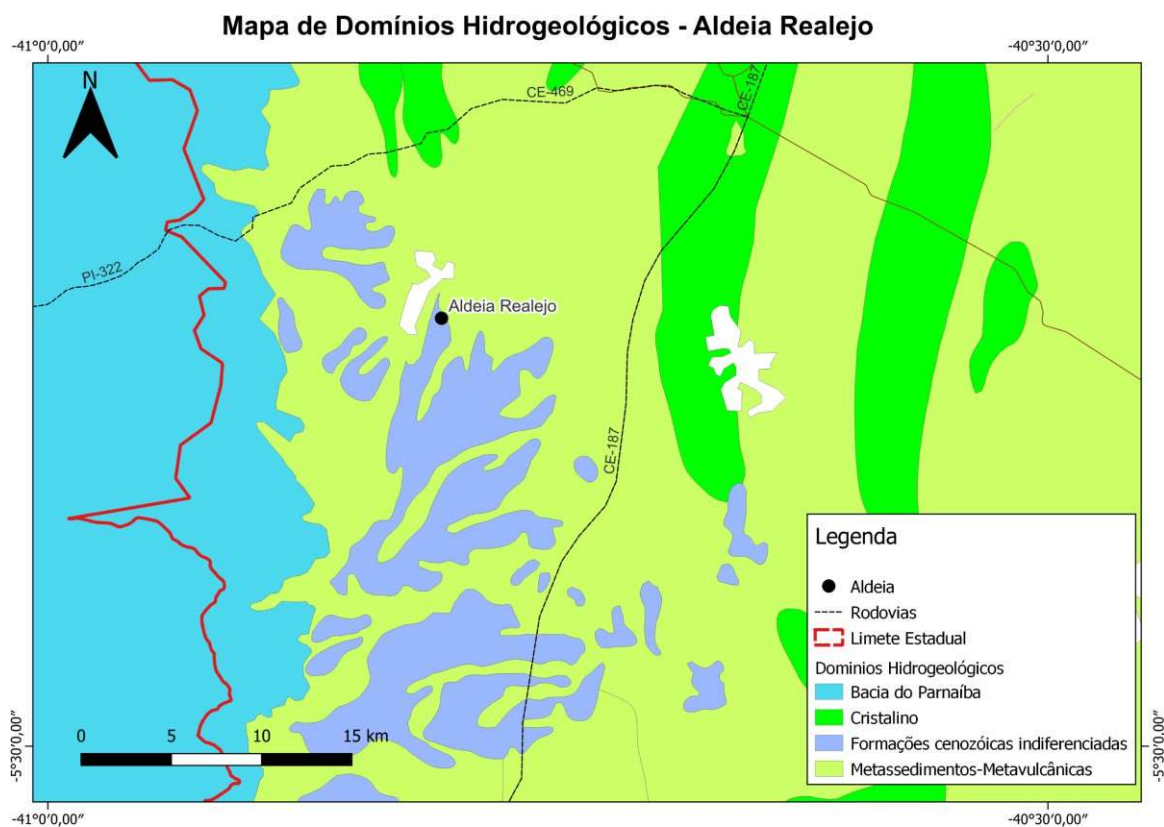 Mapa de Domínios Hidrogeológicos - Aldeia Realejo
-41°0'0,00"
-40°30'0,00"
N
CE-469
CE-187
PI-322
Aldeia Realejo
CE-187
Legenda
Aldeia
Rodovias
Limete Estadual
Dominios Hidrogeológicos
Bacia do Parnaíba
Cristalino
Formações cenozóicas indiferenciadas
Metassedimentos-Metavulcânicas
0 5 10 15 km
-5°30'0,00"
-5°30'0,00"
-41°0'0,00"
-40°30'0,00"